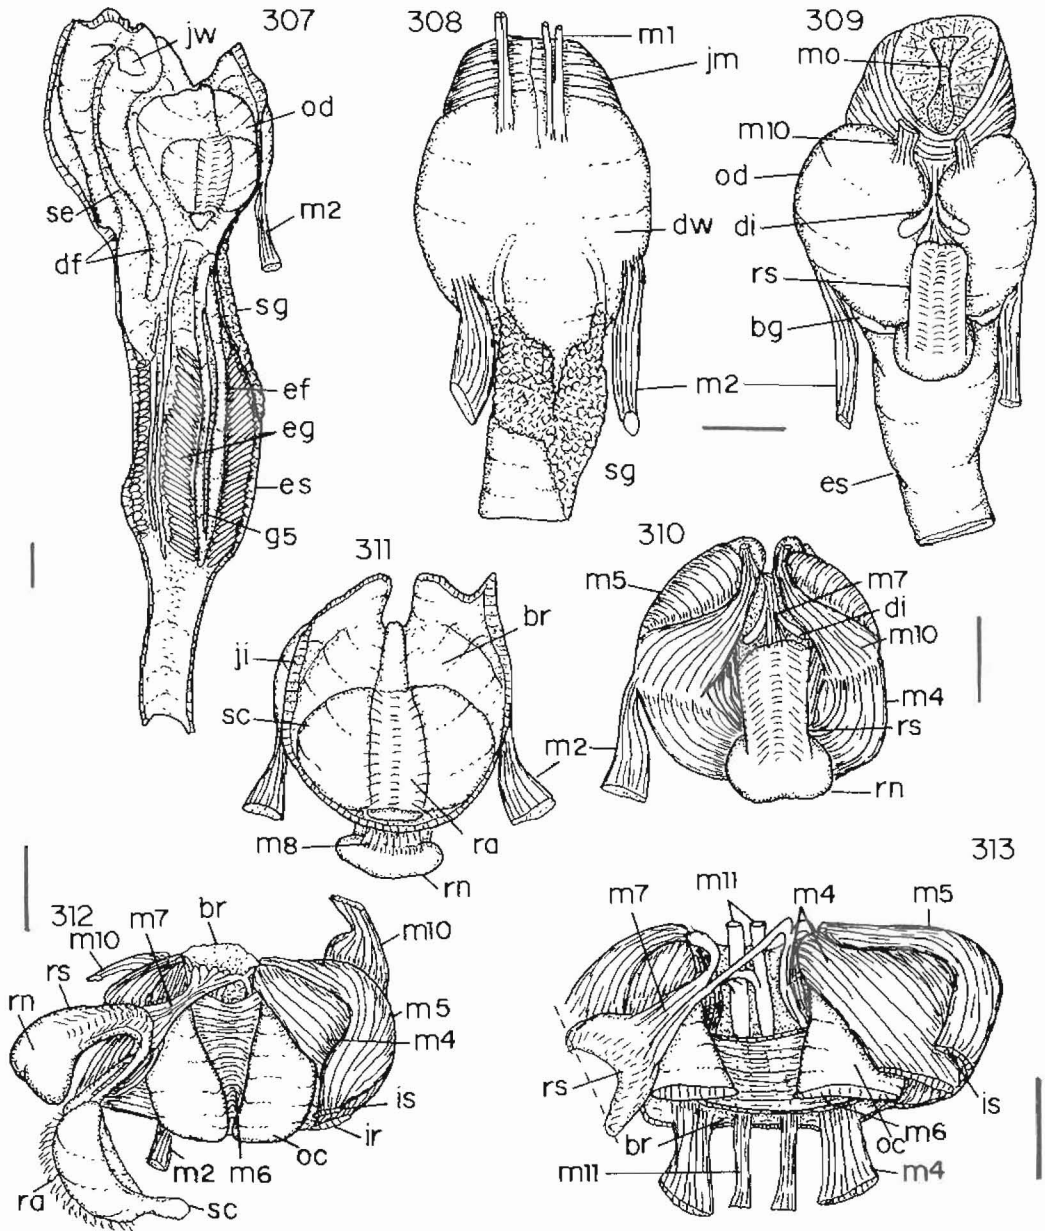 307
jw
od
se
m2
df
sg
ef
eg
es
g5
308
m1
jm
dw
m2
sg
309
mo
m10
od
di
rs
bg
es
311
br
ji
sc
m8
ra
rn
310
m5
m7
di
m10
m4
rs
m2
rn
312
br
m7
m10
m10
rs
rn
m5
m4
is
ir
oc
m6
m2
ra
sc
313
m11
m4
m5
m7
rs
is
br
oc
m6
m11
m4